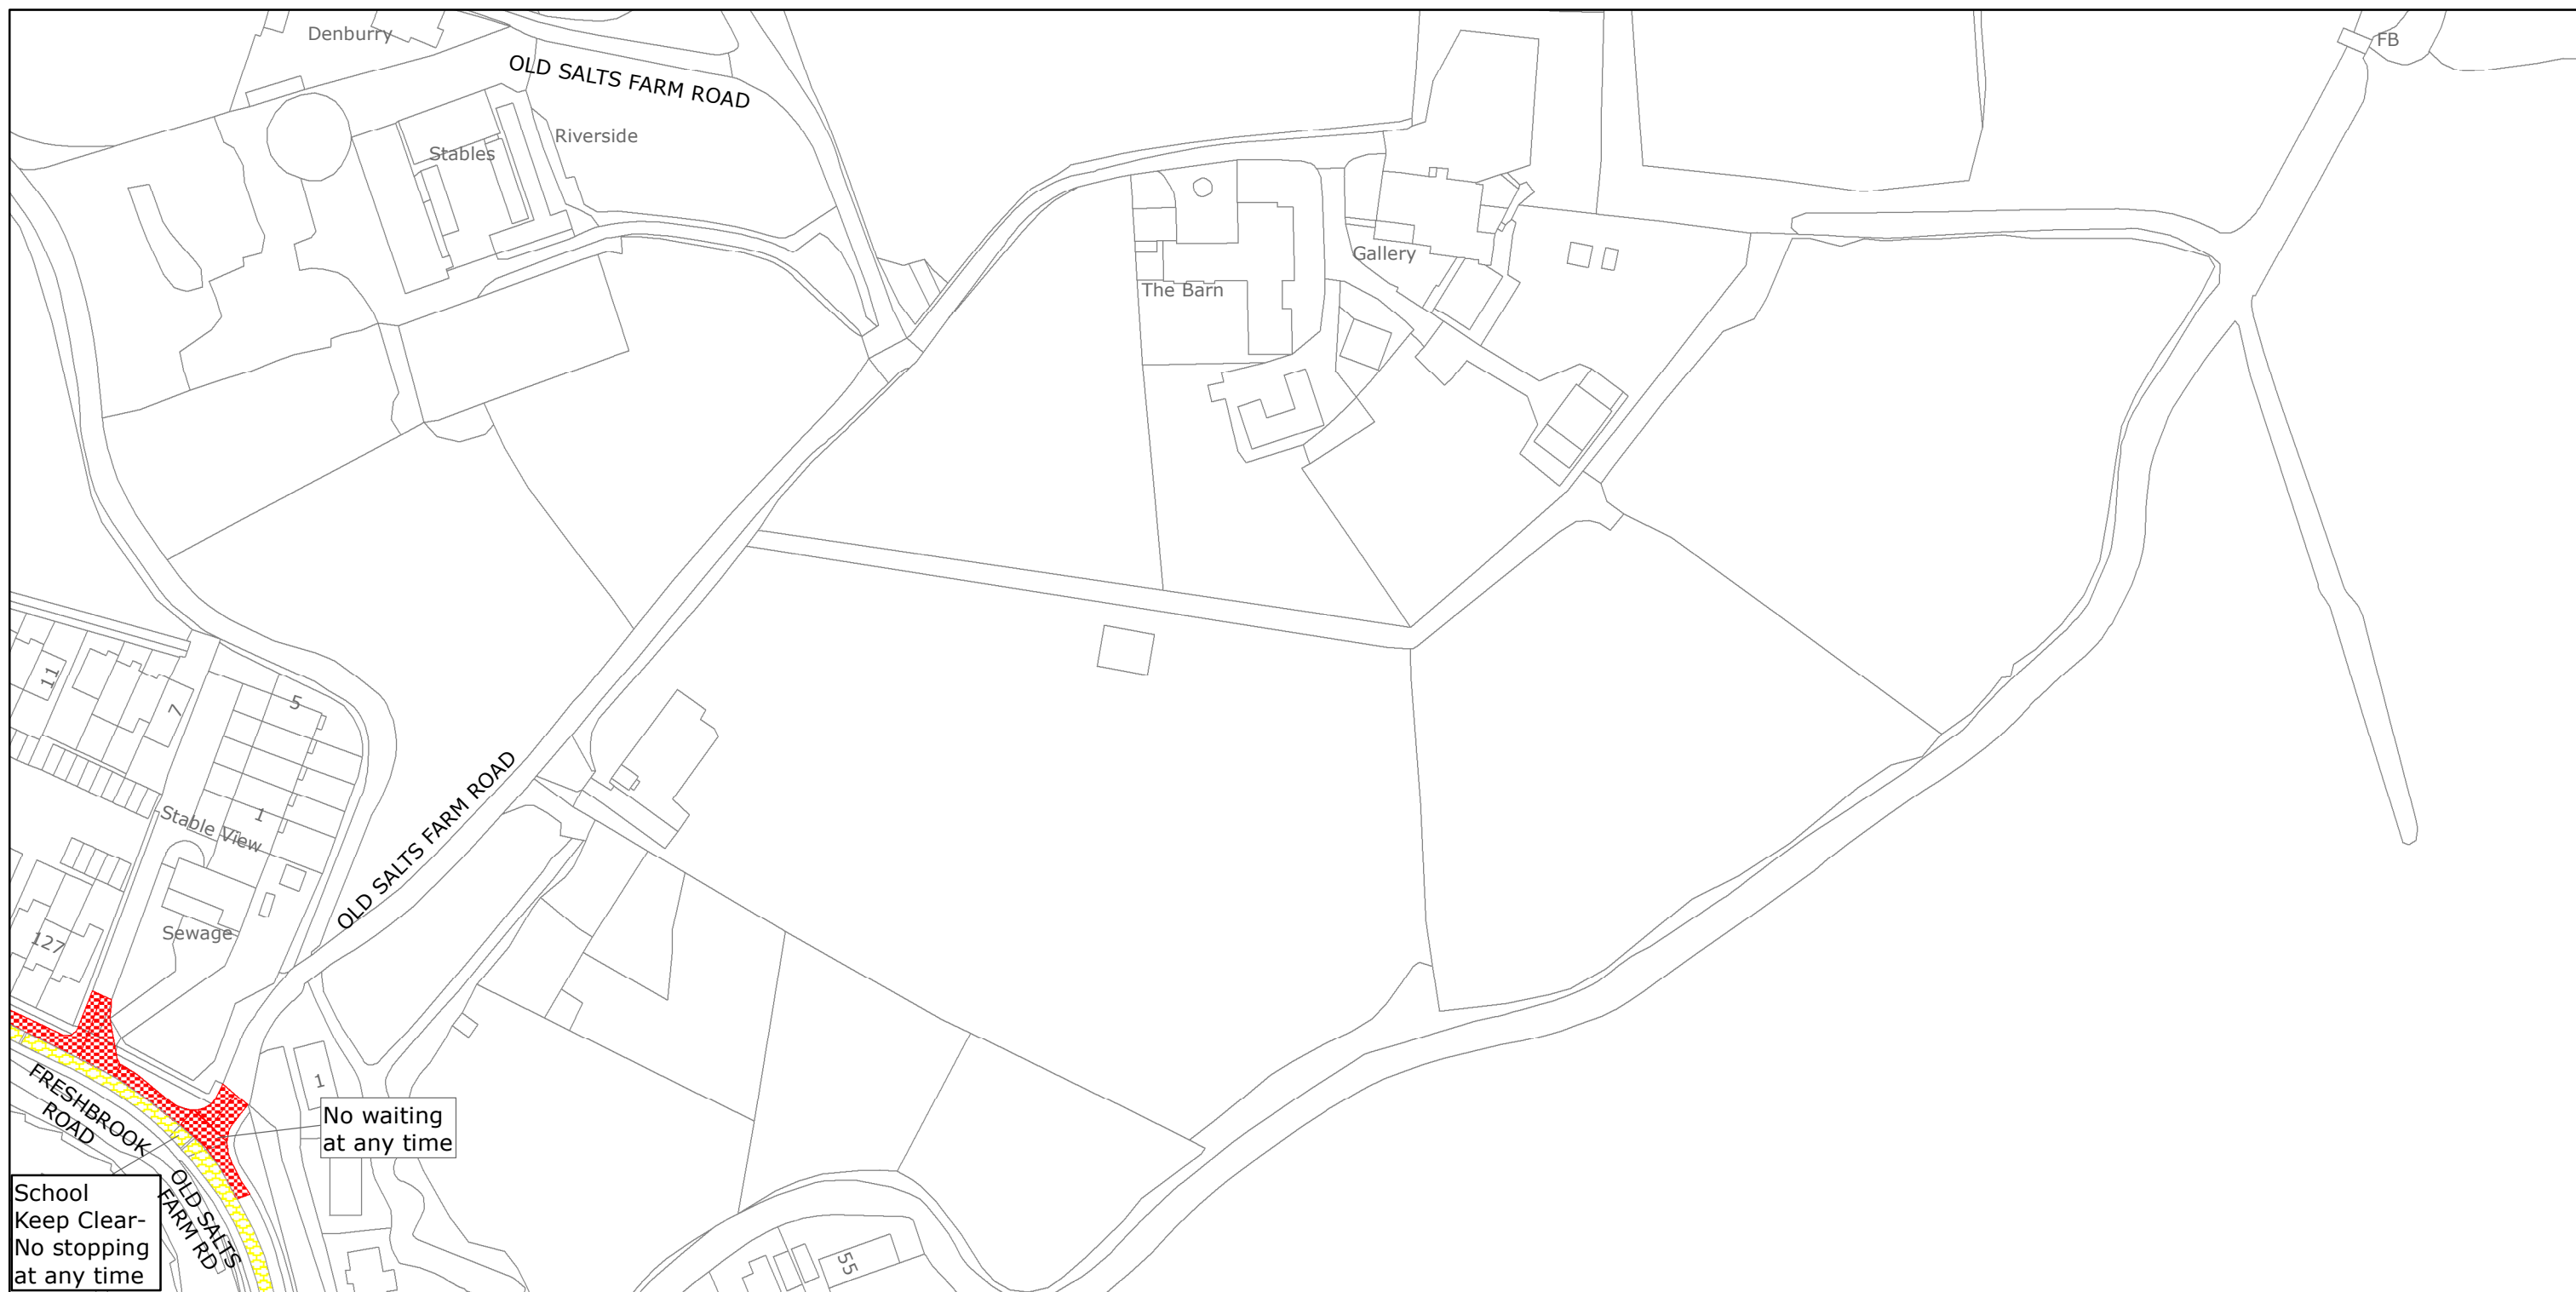 Denburry
FB
OLD SALTS FARM ROAD
Riverside
Stables
Gallery
The Barn
11
7
5
1
Stable View
OLD SALTS FARM ROAD
Sewage
127
FRESHBROOK
ROAD
1
No waiting
at any time
School
Keep Clear-
No stopping
at any time
OLD SALTS
FARM RD
55